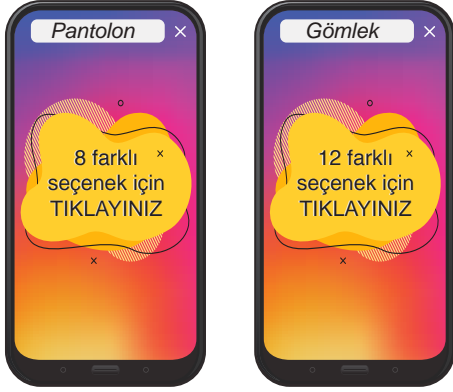 Pantolon
8 farklı
seçenek için
TIKLAYINIZ
Gömlek
12 farklı
seçenek için
TIKLAYINIZ